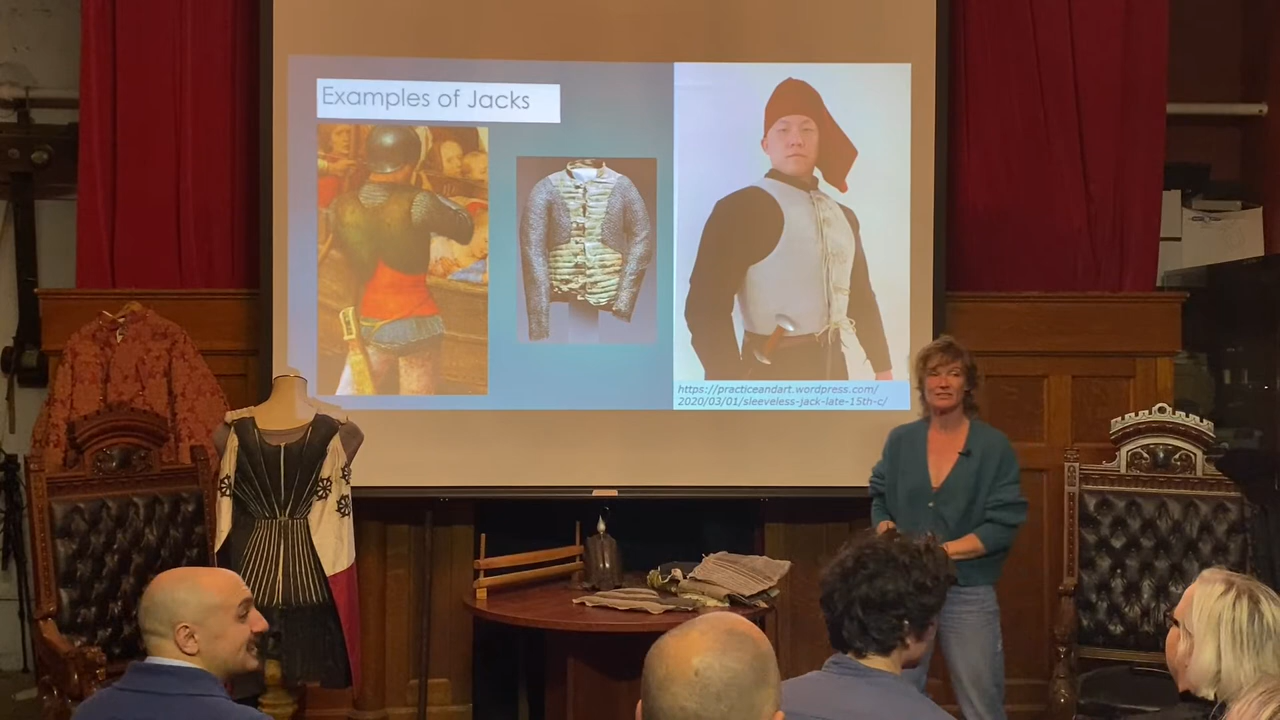 Examples of Jacks
https://practiceandart.wordpress.com/
2020/03/01/sleeveless-jack-late-15th-c/